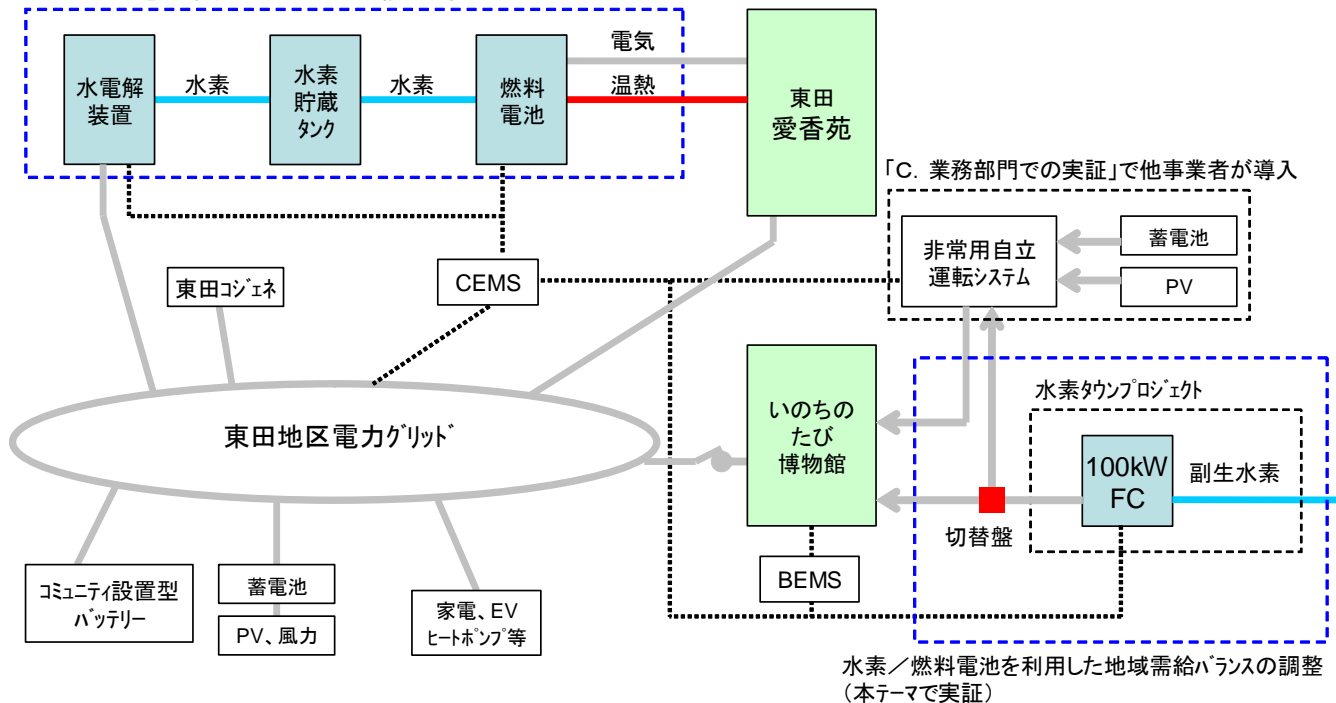 電気
水電解
装置
水素
水素
貯蔵
タンク
水素
燃料
電池
温熱
東田
愛香苑
「C. 業務部門での実証」で他事業者が導入
非常用自立
運転システム
蓄電池
PV
CEMS
東田コジェネ
水素タウンプロジェクト
いのちの
たび
博物館
東田地区電力グリッド
100kW
FC
副生水素
切替盤
BEMS
コミュニティ設置型
バッテリー
蓄電池
PV、風力
家電、EV
ヒートポンプ等
水素／燃料電池を利用した地域需給バランスの調整
（本テーマで実証）